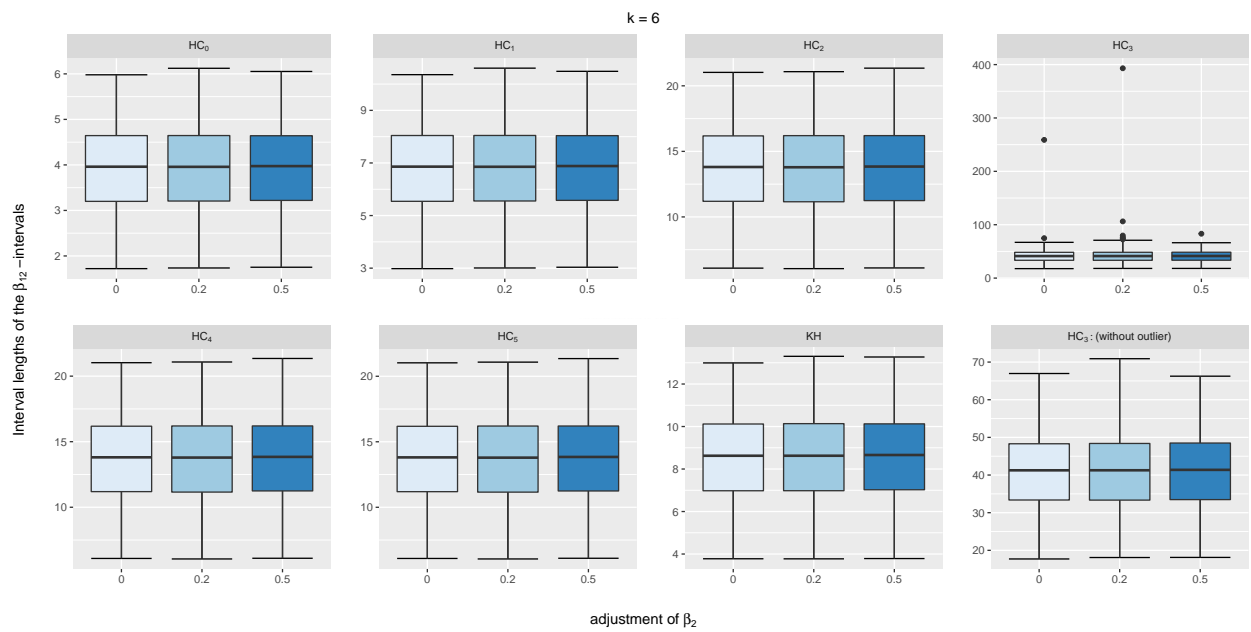 k = 6
HC₀
HC₁
HC₂
HC₃
6
5
4
3
2
0 0.2 0.5
9
7
5
3
0 0.2 0.5
20
15
10
0 0.2 0.5
400
300
200
100
50
0
0 0.2 0.5
Interval lengths of the β₁₂−intervals
HC₄
HC₅
KH
HC₃: (without outlier)
20
15
10
0 0.2 0.5
20
15
10
0 0.2 0.5
12
10
8
6
4
0 0.2 0.5
70
60
50
40
30
20
0 0.2 0.5
adjustment of β₂